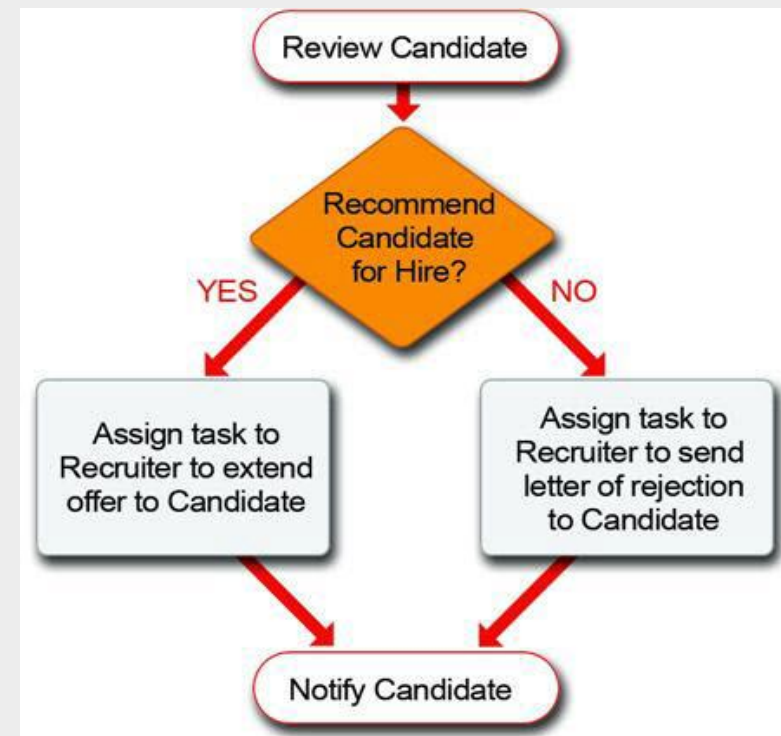 Review Candidate
Recommend
Candidate
for Hire?
YES
NO
Assign task to
Recruiter to extend
offer to Candidate
Assign task to
Recruiter to send
letter of rejection
to Candidate
Notify Candidate